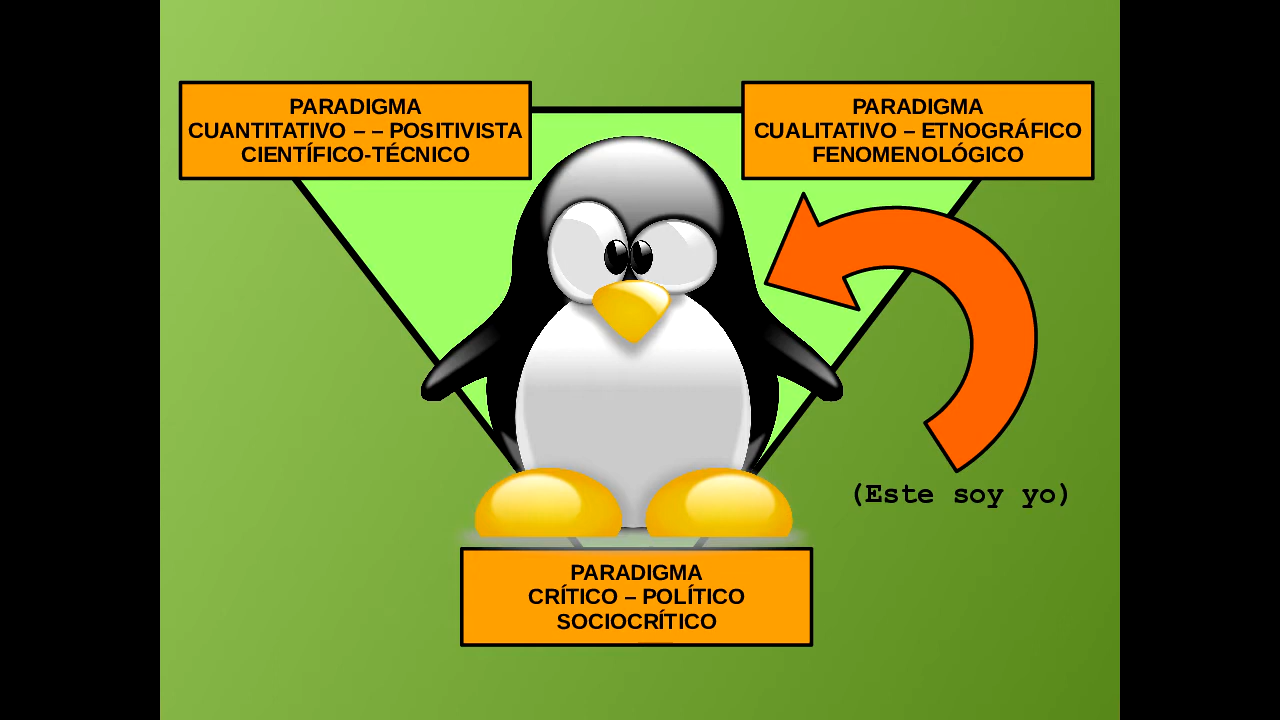 PARADIGMA
CUANTITATIVO – – POSITIVISTA
CIENTÍFICO-TÉCNICO
PARADIGMA
CUALITATIVO – ETNOGRÁFICO
FENOMENOLÓGICO
(Este soy yo)
PARADIGMA
CRÍTICO – POLÍTICO
SOCIOCRÍTICO